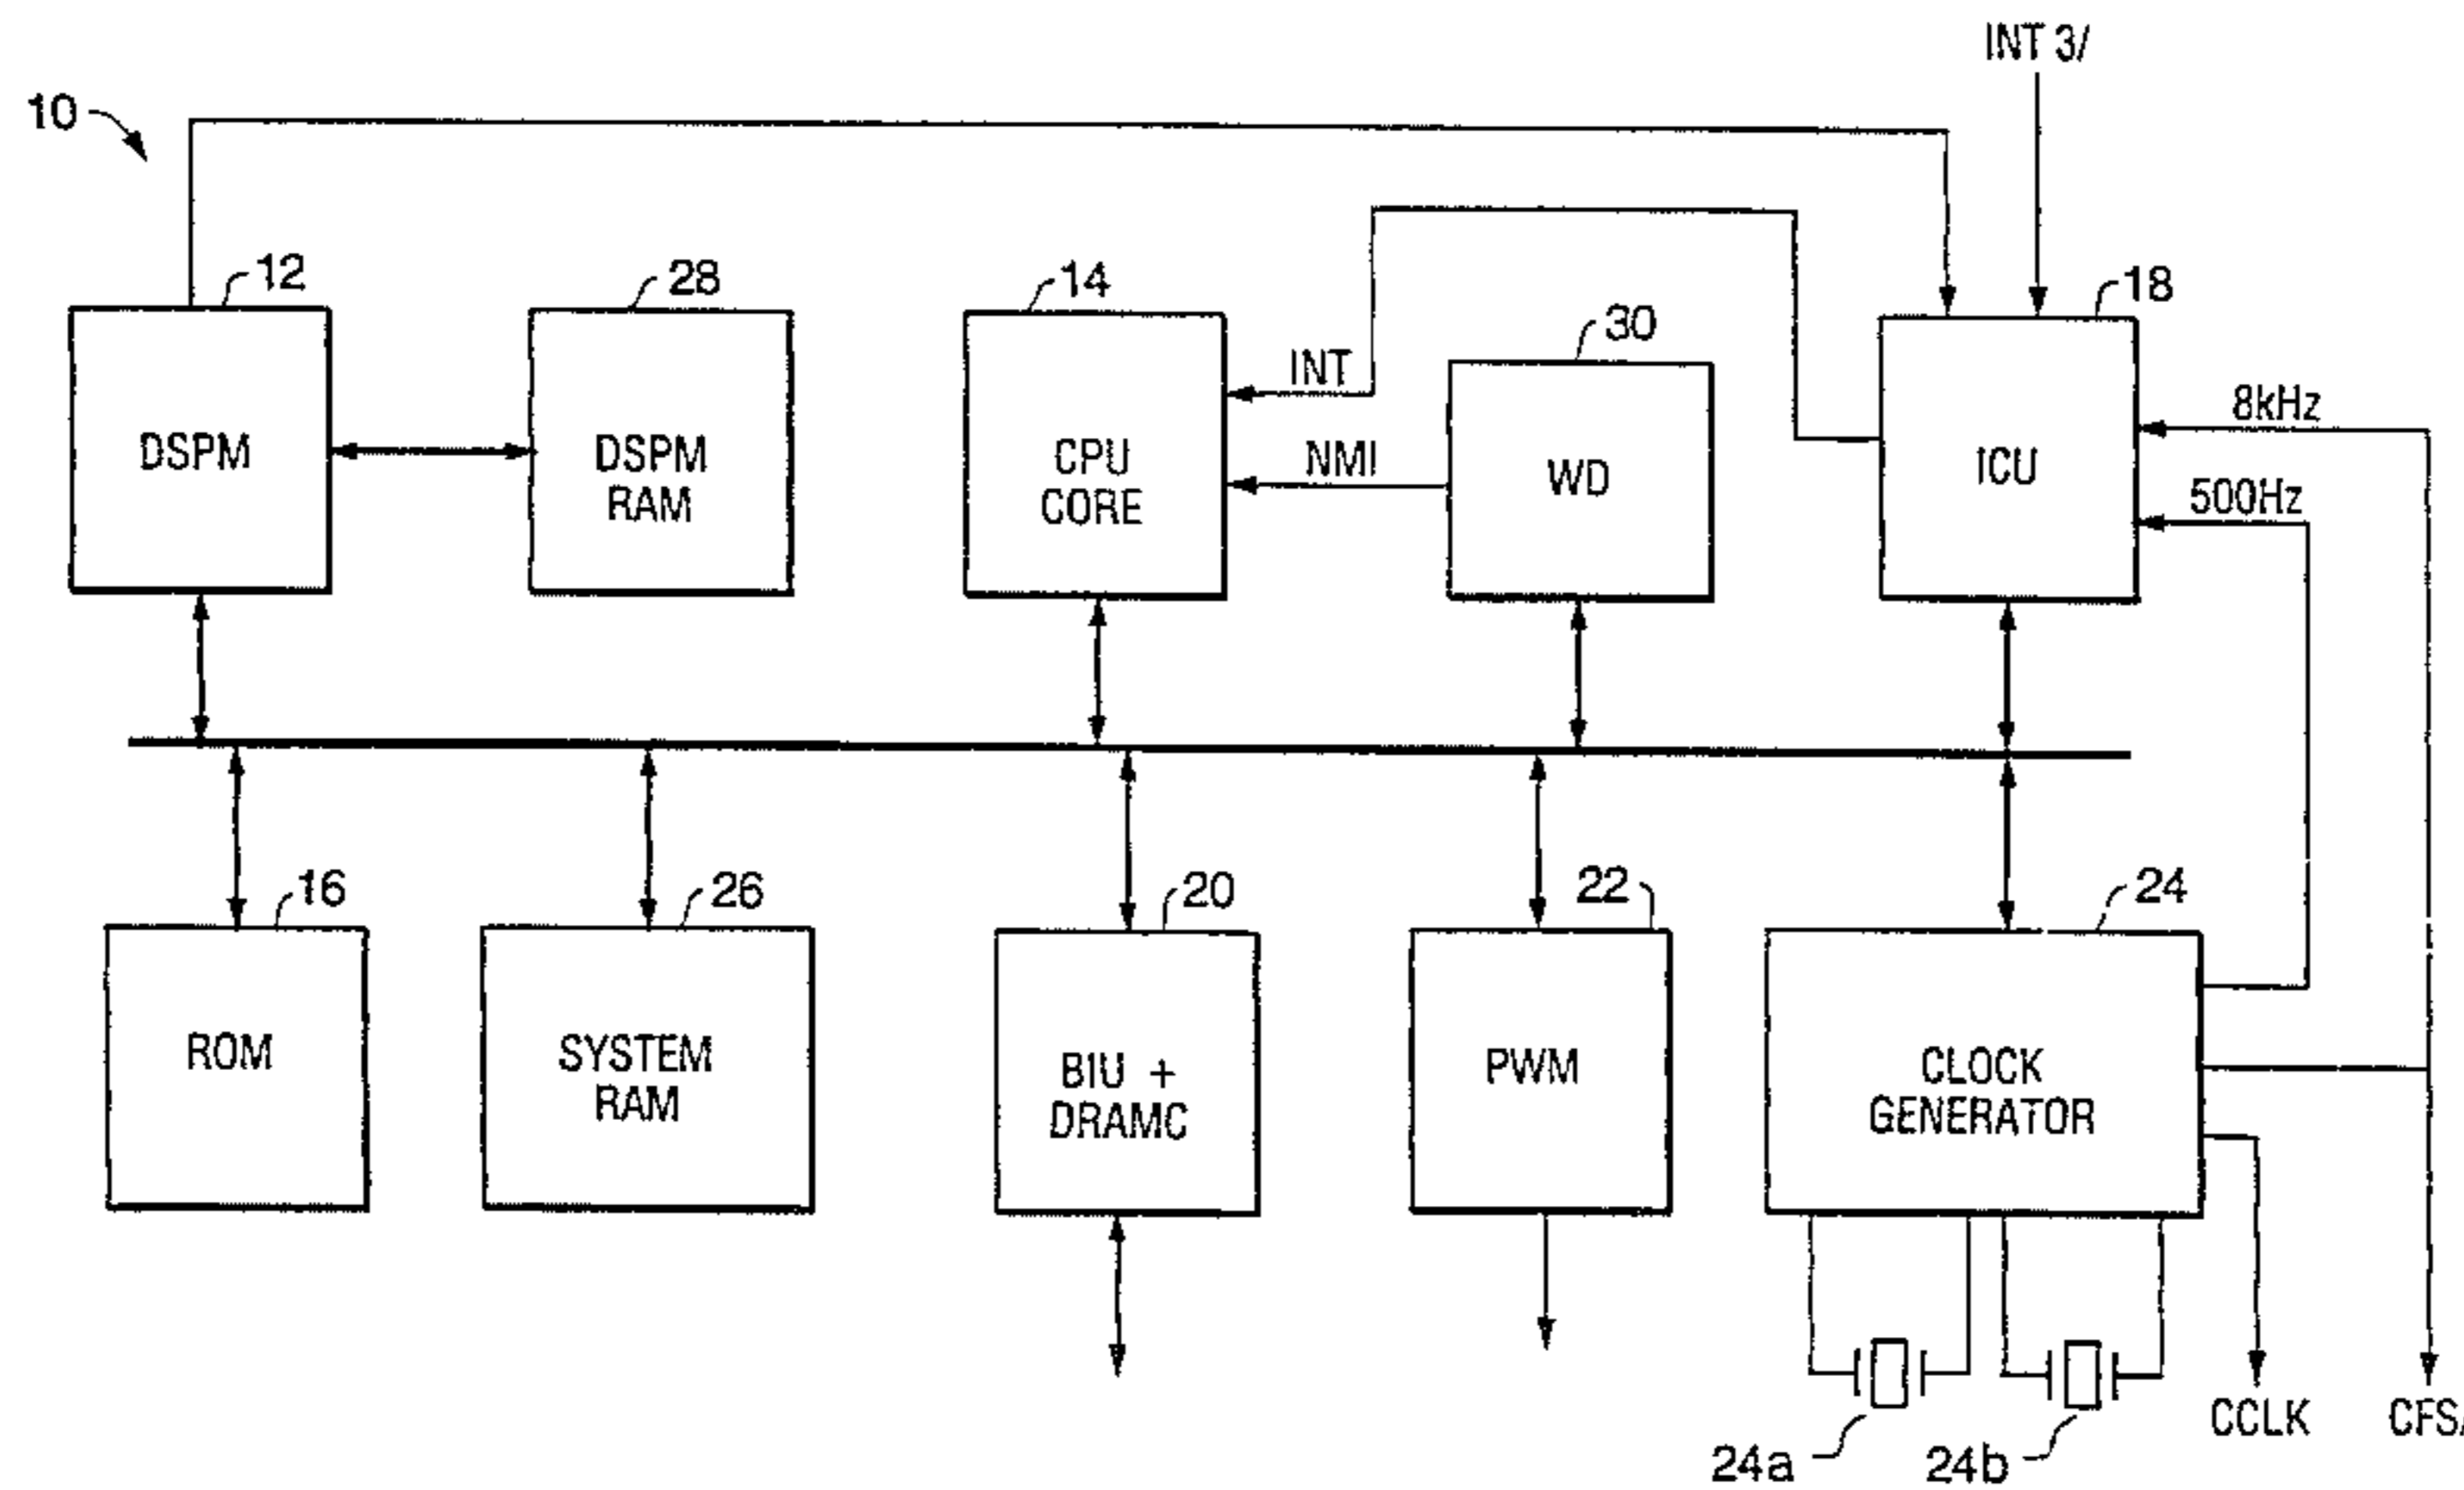 INT 3/
10
12
28
14
30
18
DSPM
DSPM
RAM
CPU
CORE
INT
NMI
WD
ICU
8kHz
500Hz
16
26
20
22
24
ROM
SYSTEM
RAM
BIU +
DRAMC
PWM
CLOCK
GENERATOR
24a
24b
CCLK
CFS/